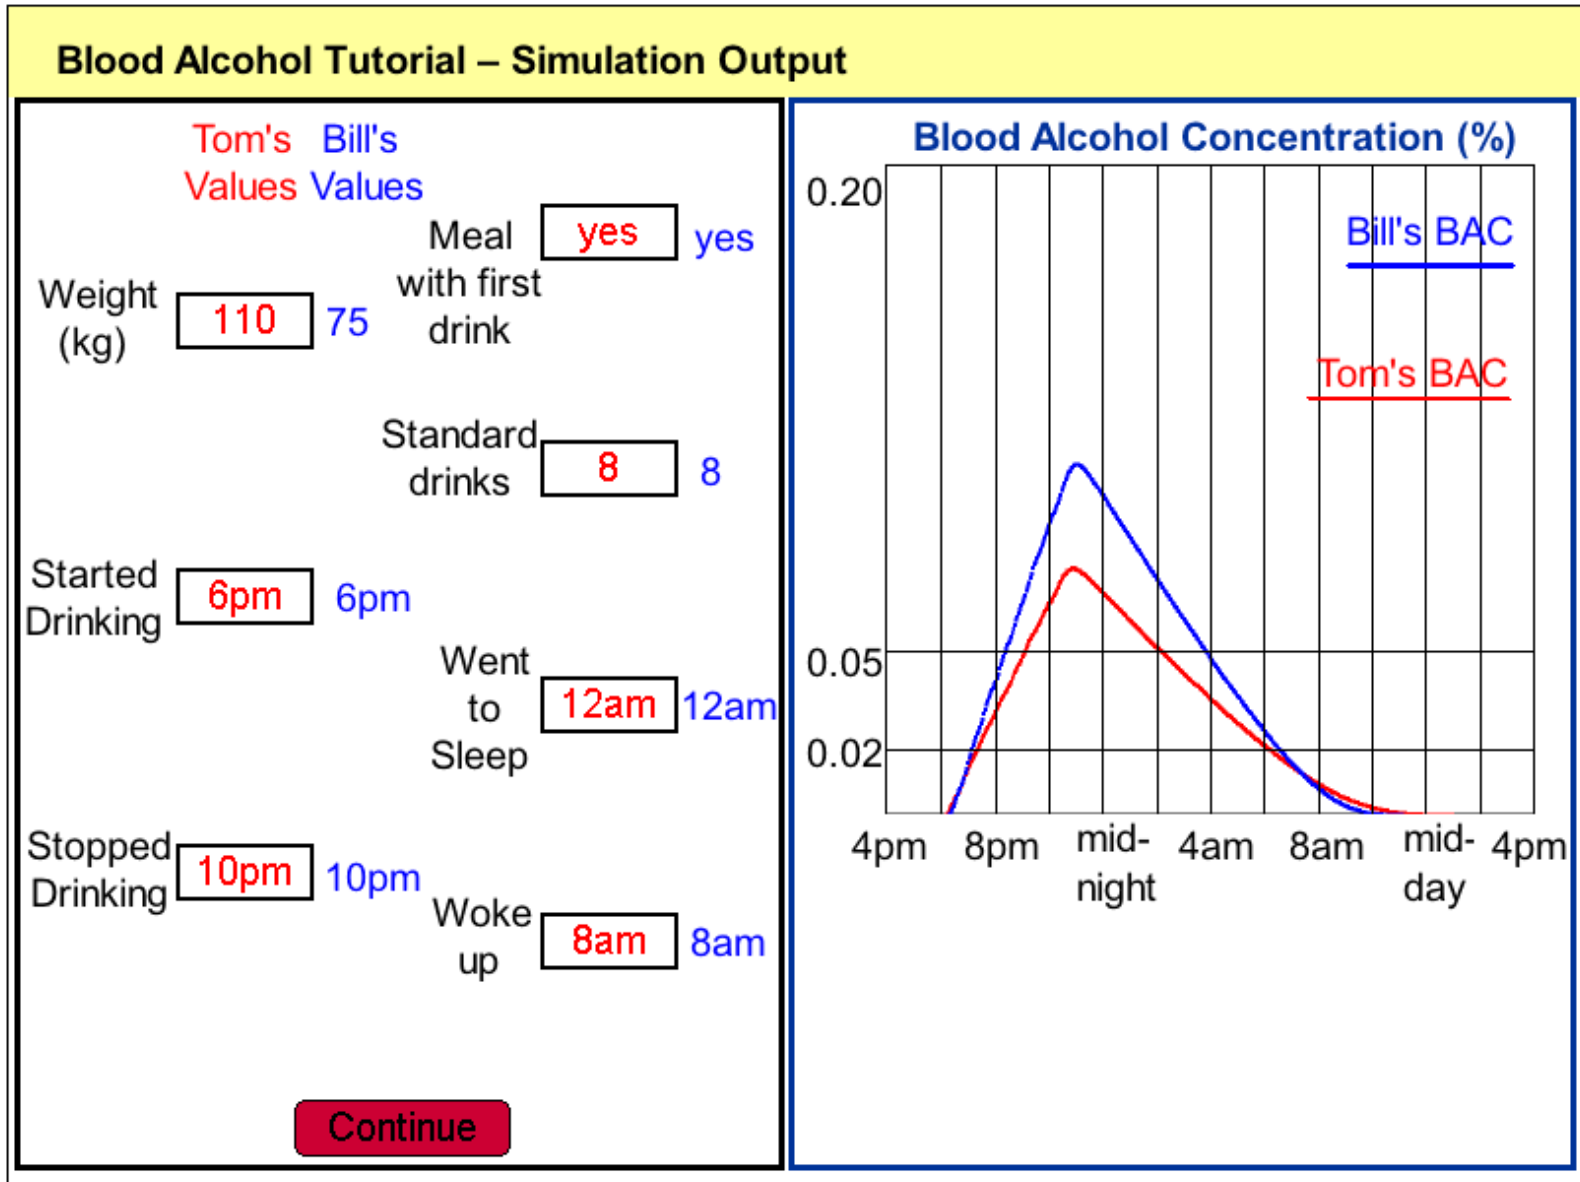 Blood Alcohol Tutorial – Simulation Output
Tom's Bill's
Values Values
Meal
with first
drink
yes yes
Weight
(kg)
110 75
Standard
drinks
8 8
Started
Drinking
6pm 6pm
Went
to
Sleep
12am 12am
Stopped
Drinking
10pm 10pm
Woke
up
8am 8am
Continue
Blood Alcohol Concentration (%)
0.20
Bill's BAC
Tom's BAC
0.05
0.02
4pm 8pm mid- 4am 8am mid- 4pm
night day